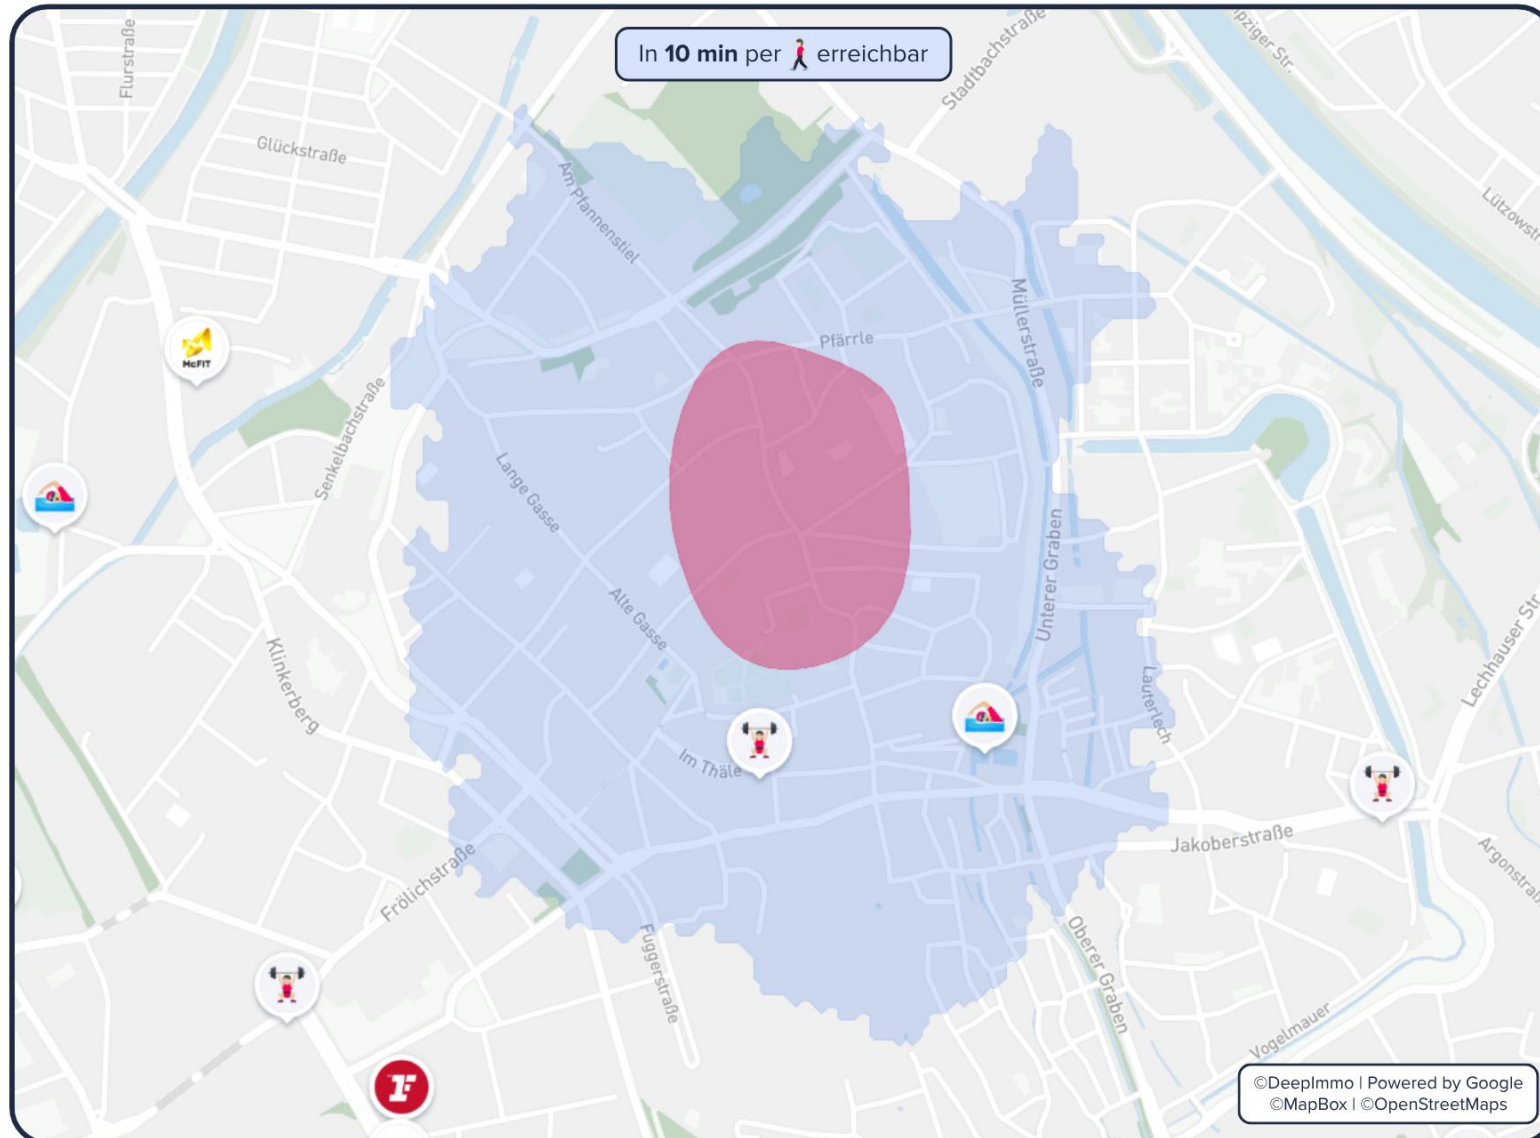 In 10 min per erreichbar
Flurstraße
Glückstraße
Stadtbachstraße
pziger Str.
Lützowstr
Am Pfannenstiel
Müllerstraße
Pfärrle
McFIT
Senkelbachstraße
Lange Gasse
Alte Gasse
Unterer Graben
Klinkerberg
Lauterlech
Lechhauser Str.
Im Thäle
Jakoberstraße
Argonstraß
Frölichstraße
Fuggerstraße
Oberer Graben
Vogelmauer
©DeepImmo | Powered by Google
©MapBox | ©OpenStreetMaps